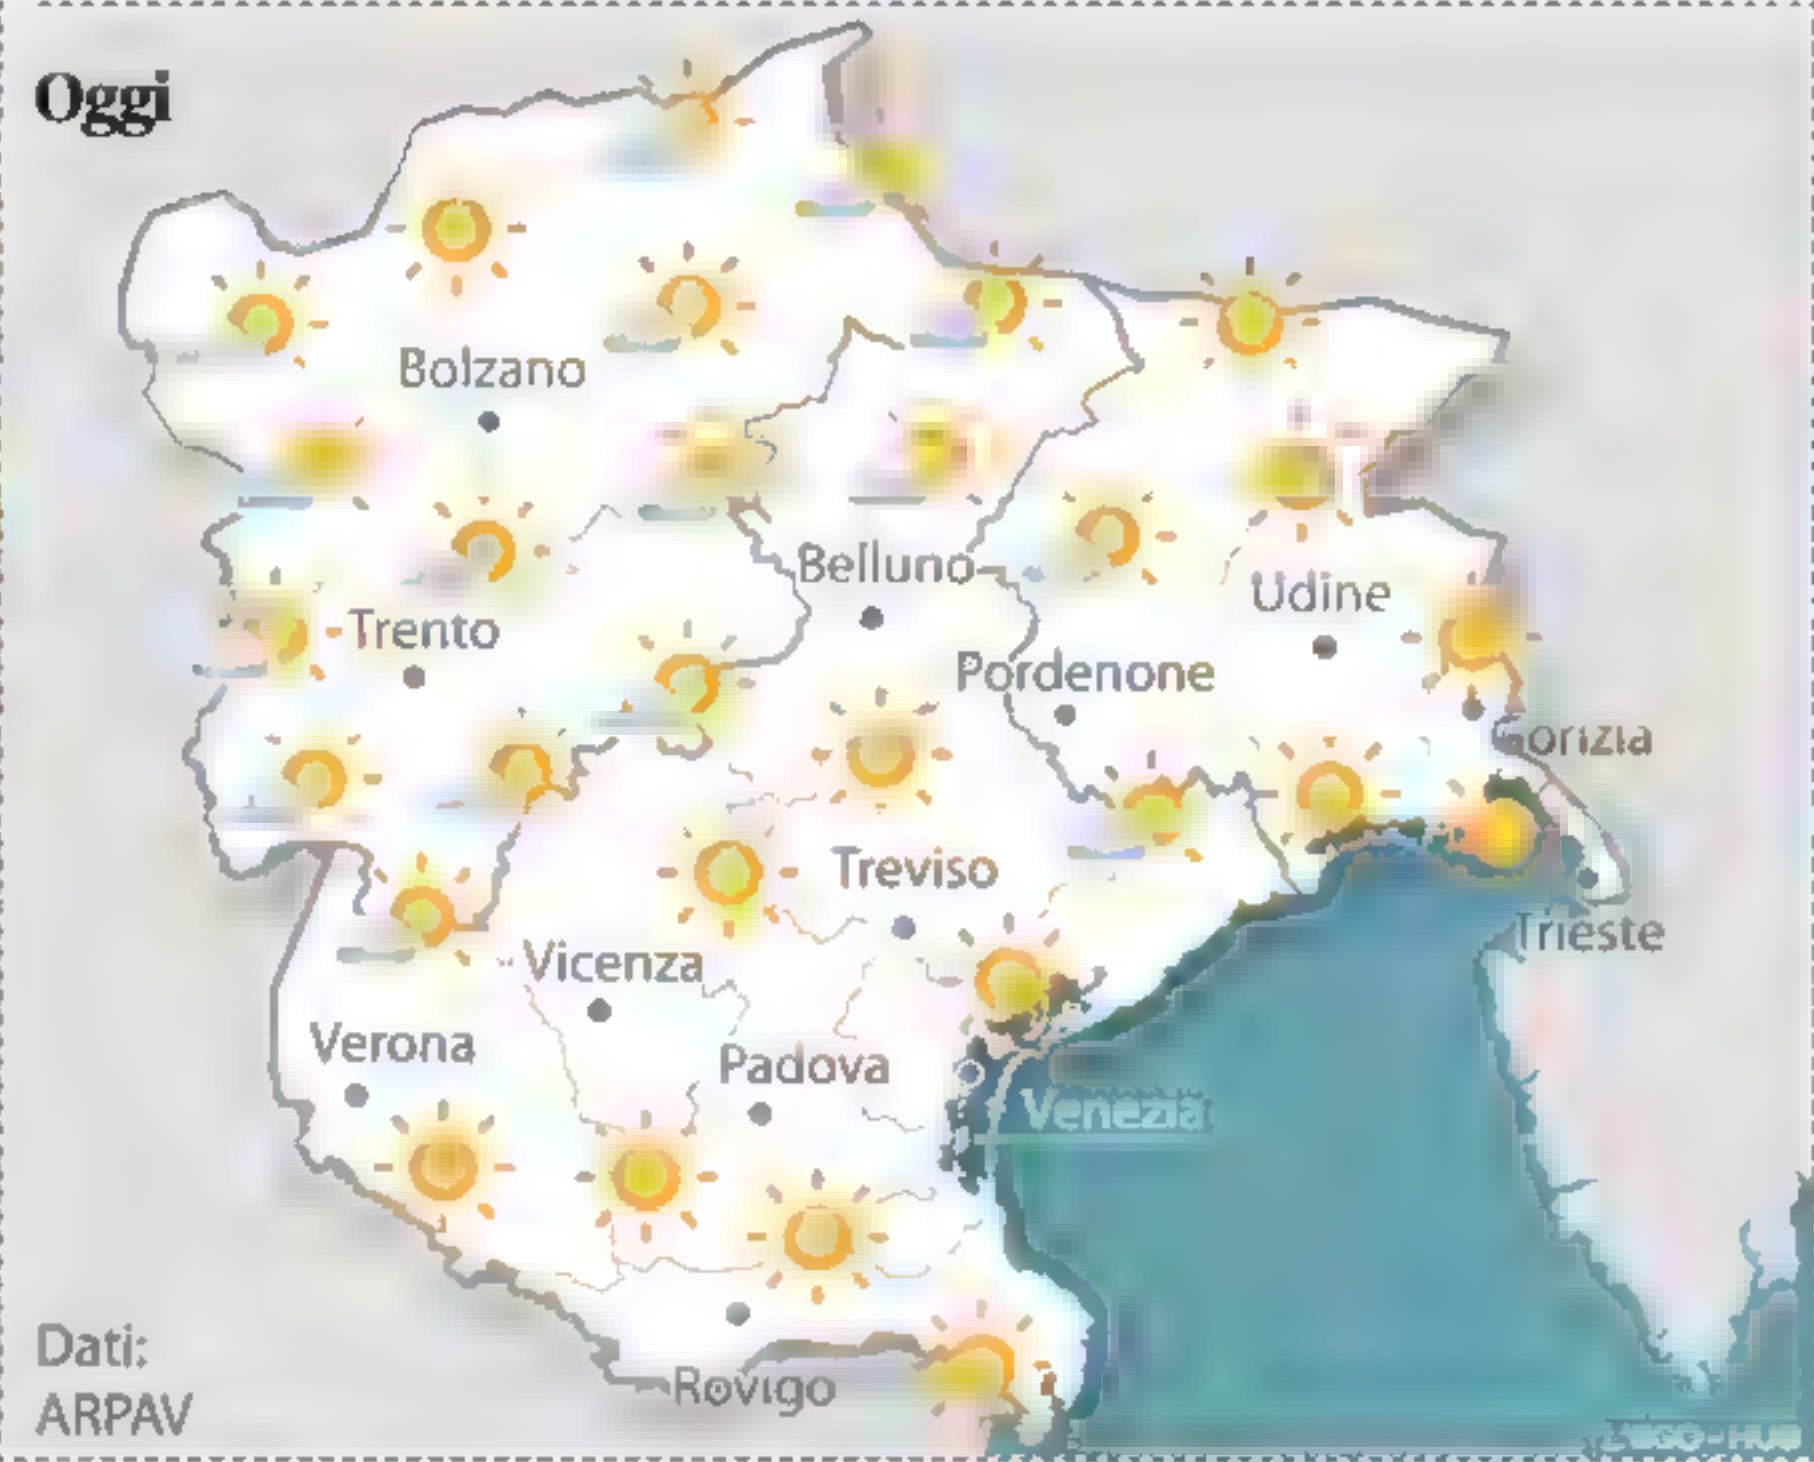 Oggi
Bolzano
Belluno
Udine
Trento
Pordenone
Gorizia
Treviso
Trieste
Vicenza
Verona
Padova
Venezia
Dati:
Rovigo
ARPAV